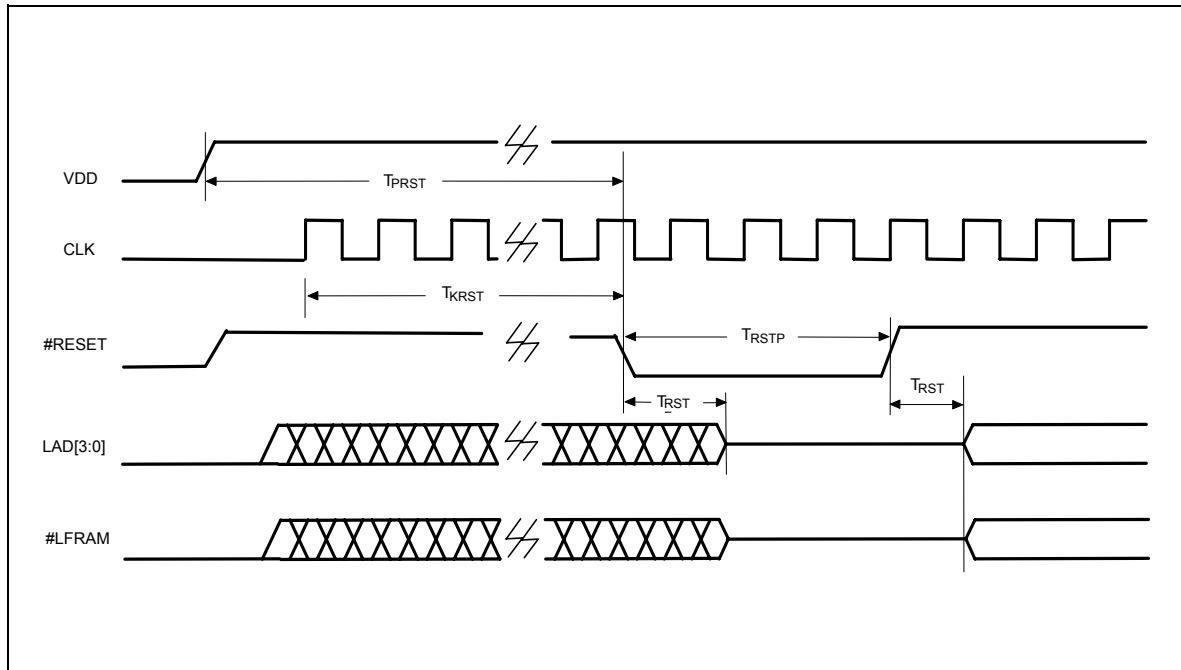 VDD
TPRST
CLK
TKRST
#RESET
TRSTP
TRST
TRST
LAD[3:0]
#LFRAM